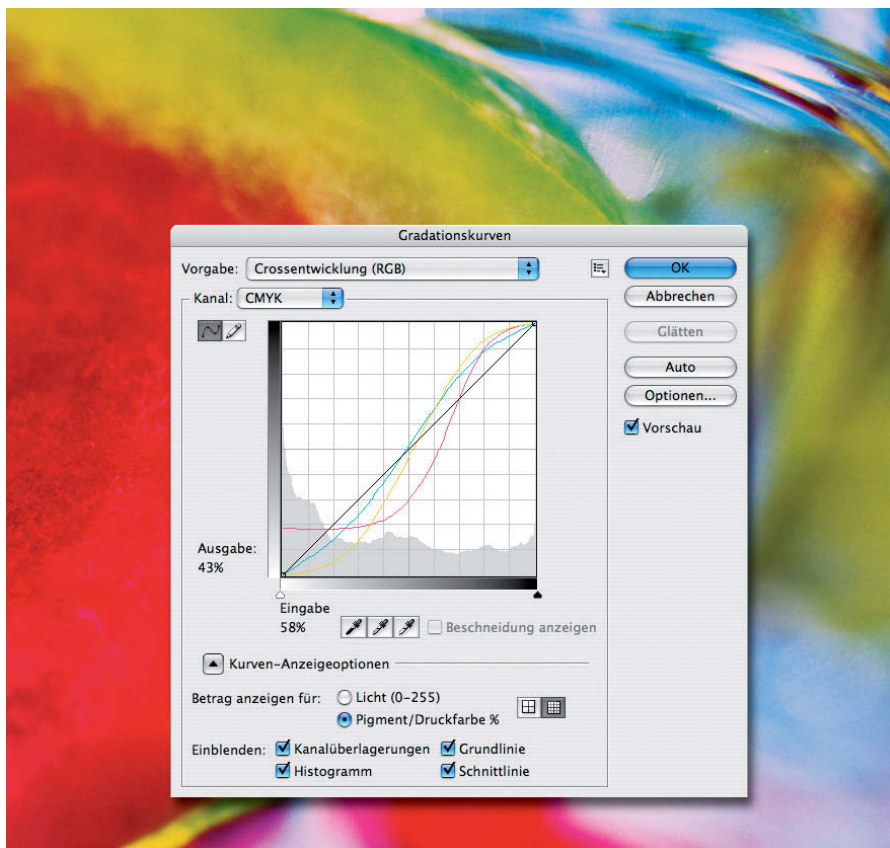 Gradationskurven
Vorgabe: Crossentwicklung (RGB)
OK
Kanal: CMYK
Abbrechen
Glätten
Auto
Optionen...
Vorschau
Ausgabe:
43%
Eingabe
58%
Beschneidung anzeigen
Kurven-Anzeigeoptionen
Betrag anzeigen für: Licht (0–255)
Pigment/Druckfarbe %
Einblenden: Kanalüberlagerungen Grundlinie
Histogramm Schnittlinie